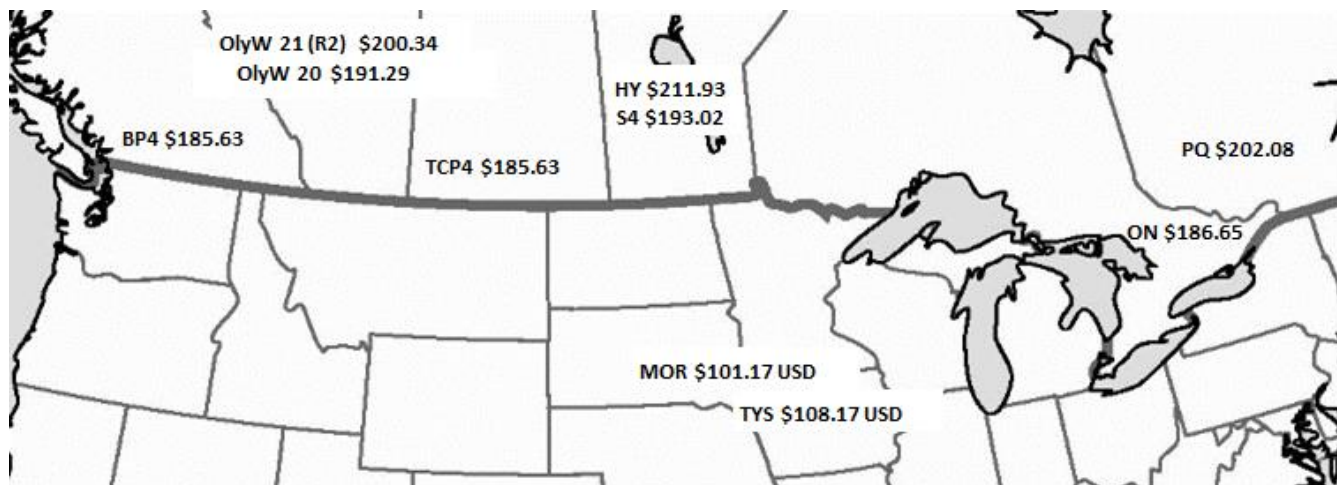 OlyW 21 (R2) $200.34
OlyW 20 $191.29
HY $211.93
S4 $193.02
BP4 $185.63
TCP4 $185.63
PQ $202.08
ON $186.65
MOR $101.17 USD
TYS $108.17 USD